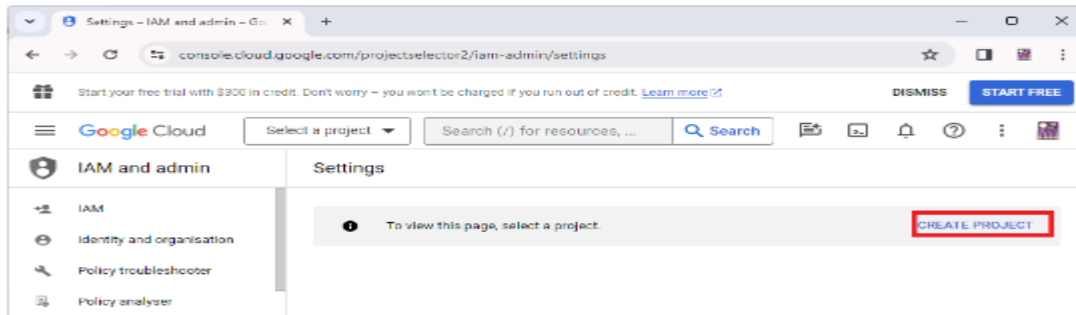 Settings – IAM and admin – Go
console.cloud.google.com/projectselector2/iam-admin/settings
Start your free trial with $300 in credit. Don't worry – you won't be charged if you run out of credit. Learn more DISMISS START FREE
Google Cloud Select a project Search (/) for resources, ... Search
IAM and admin Settings
IAM
To view this page, select a project. CREATE PROJECT
Identity and organisation
Policy troubleshooter
Policy analyser